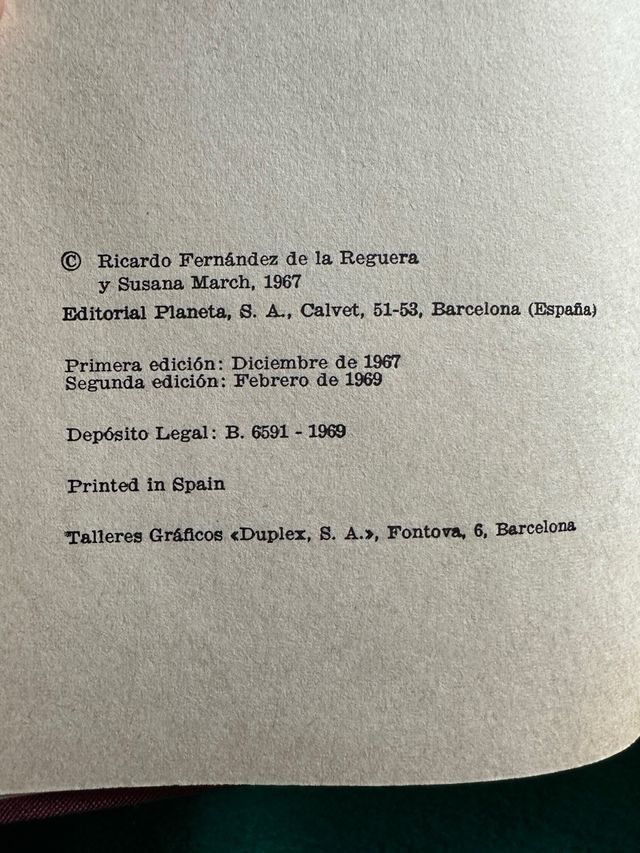 © Ricardo Fernández de la Reguera
y Susana March, 1967
Editorial Planeta, S. A., Calvet, 51-53, Barcelona (España)
Primera edición: Diciembre de 1967
Segunda edición: Febrero de 1969
Depósito Legal: B. 6591 - 1969
Printed in Spain
Talleres Gráficos «Duplex, S. A.», Fontova, 6, Barcelona